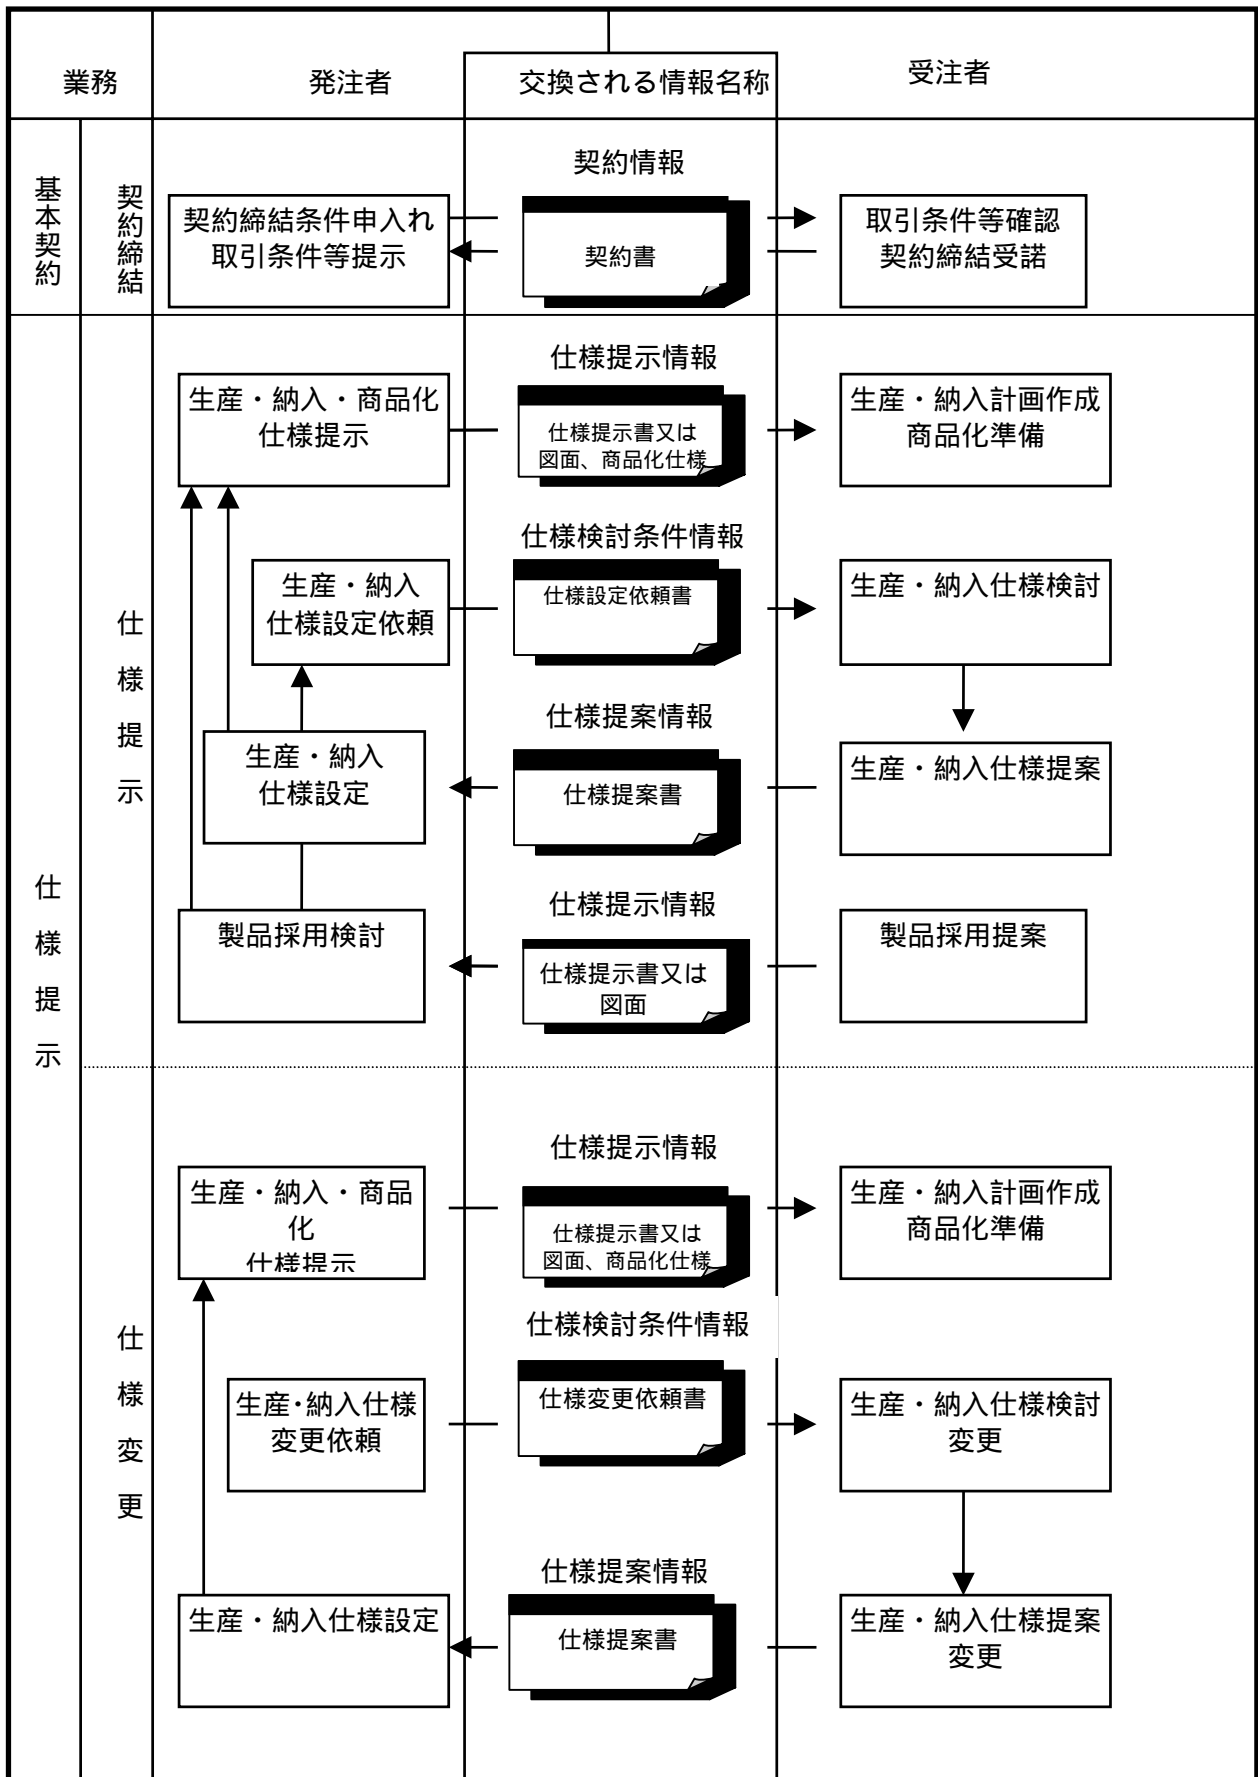 業務
発注者
交換される情報名称
受注者
基本契約
契約締結
契約情報
契約締結条件申入れ
取引条件等提示
契約書
取引条件等確認
契約締結受諾
仕様提示
仕様提示
仕様提示情報
生産・納入・商品化
仕様提示
仕様提示書又は
図面、商品化仕様
生産・納入計画作成
商品化準備
仕様検討条件情報
生産・納入
仕様設定依頼
仕様設定依頼書
生産・納入仕様検討
仕様提案情報
生産・納入
仕様設定
仕様提案書
生産・納入仕様提案
仕様提示情報
製品採用検討
仕様提示書又は
図面
製品採用提案
仕様変更
仕様提示情報
生産・納入・商品
化
仕様提示
仕様提示書又は
図面、商品化仕様
生産・納入計画作成
商品化準備
仕様検討条件情報
生産・納入仕様
変更依頼
仕様変更依頼書
生産・納入仕様検討
変更
仕様提案情報
生産・納入仕様設定
仕様提案書
生産・納入仕様提案
変更